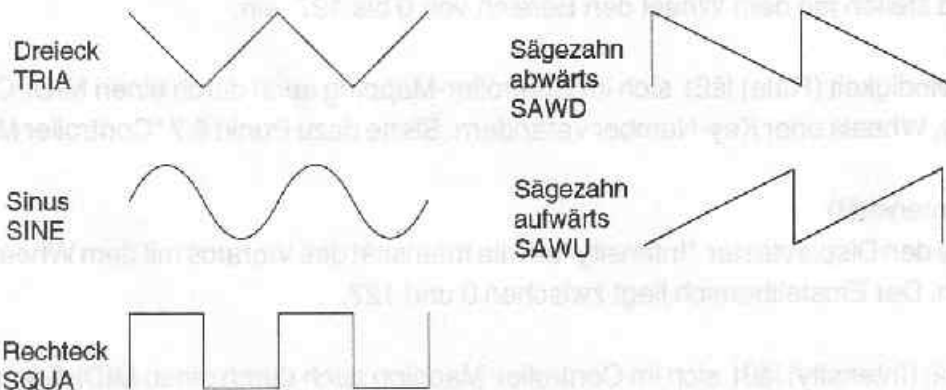 Dreieck
TRIA
Sägezahn
abwärts
SAWD
Sinus
SINE
Sägezahn
aufwärts
SAWU
Rechteck
SQUA